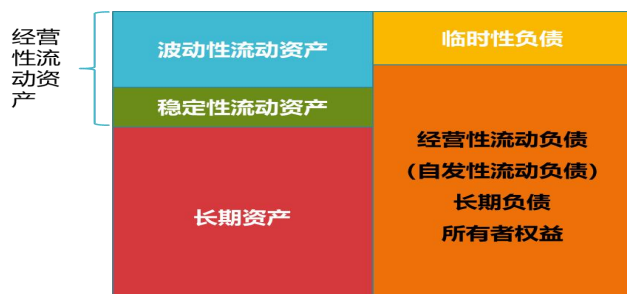 经营
性流
动资
产
波动性流动资产
临时性负债
稳定性流动资产
经营性流动负债
(自发性流动负债)
长期负债
所有者权益
长期资产